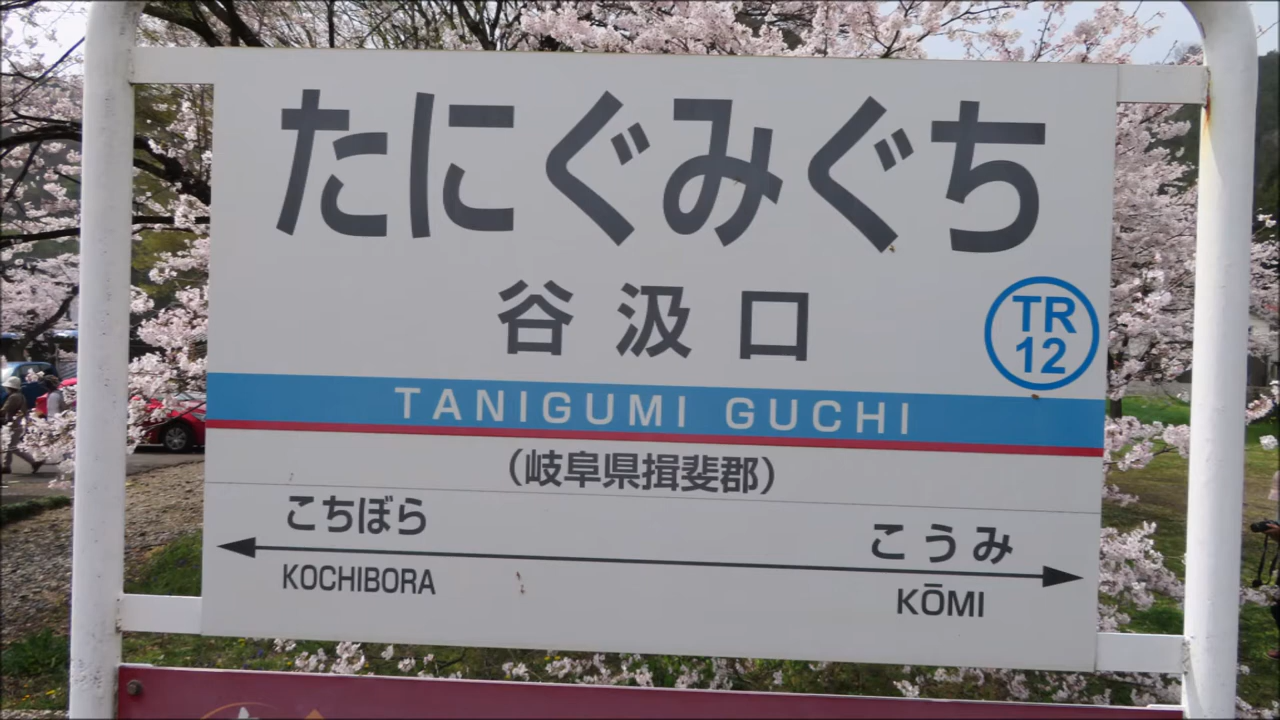 たにぐみぐち
谷汲口
TR
12
TANIGUMI GUCHI
(岐阜県揖斐郡)
こちぼら
こうみ
KOCHIBORA
KŌMI